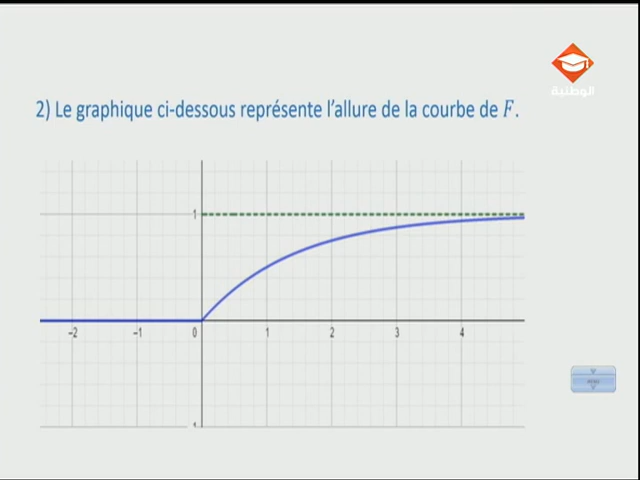 الوطنية
2) Le graphique ci-dessous représente l’allure de la courbe de F.
1
-2 -1 0 1 2 3 4